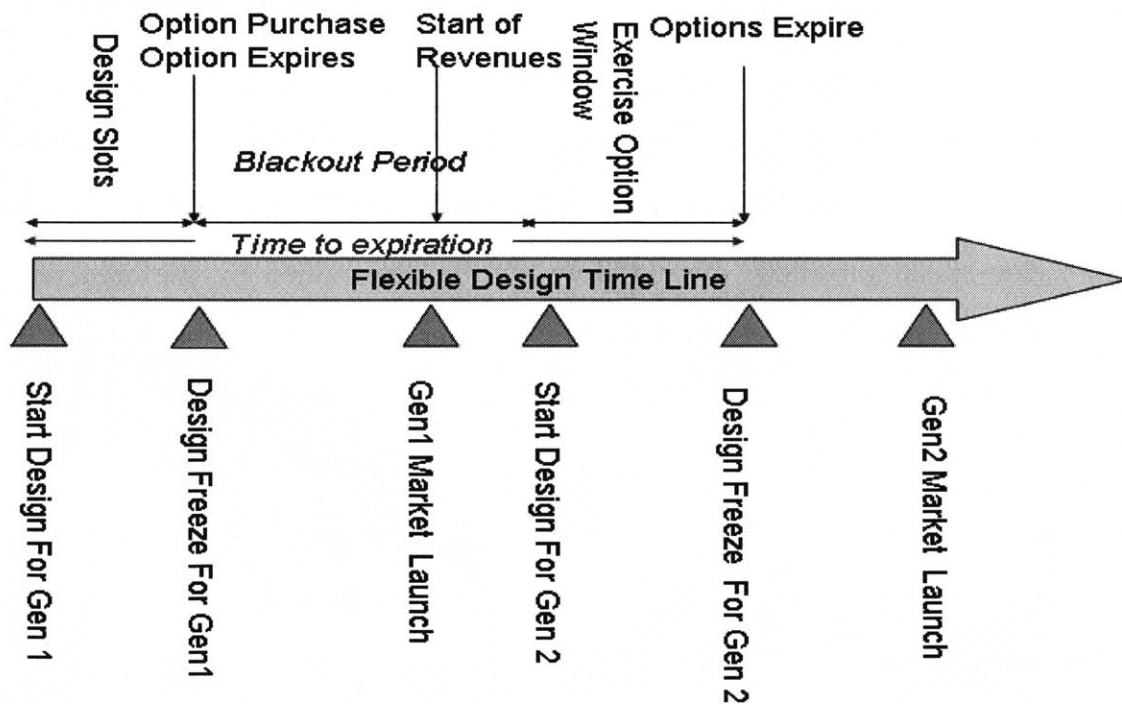 Design Slots
Option Purchase
Option Expires
Start of
Revenues
Exercise Option
Window
Options Expire
Blackout Period
Time to expiration
Flexible Design Time Line
Start Design For Gen 1
Design Freeze For Gen1
Gen1 Market Launch
Start Design For Gen 2
Design Freeze For Gen 2
Gen2 Market Launch